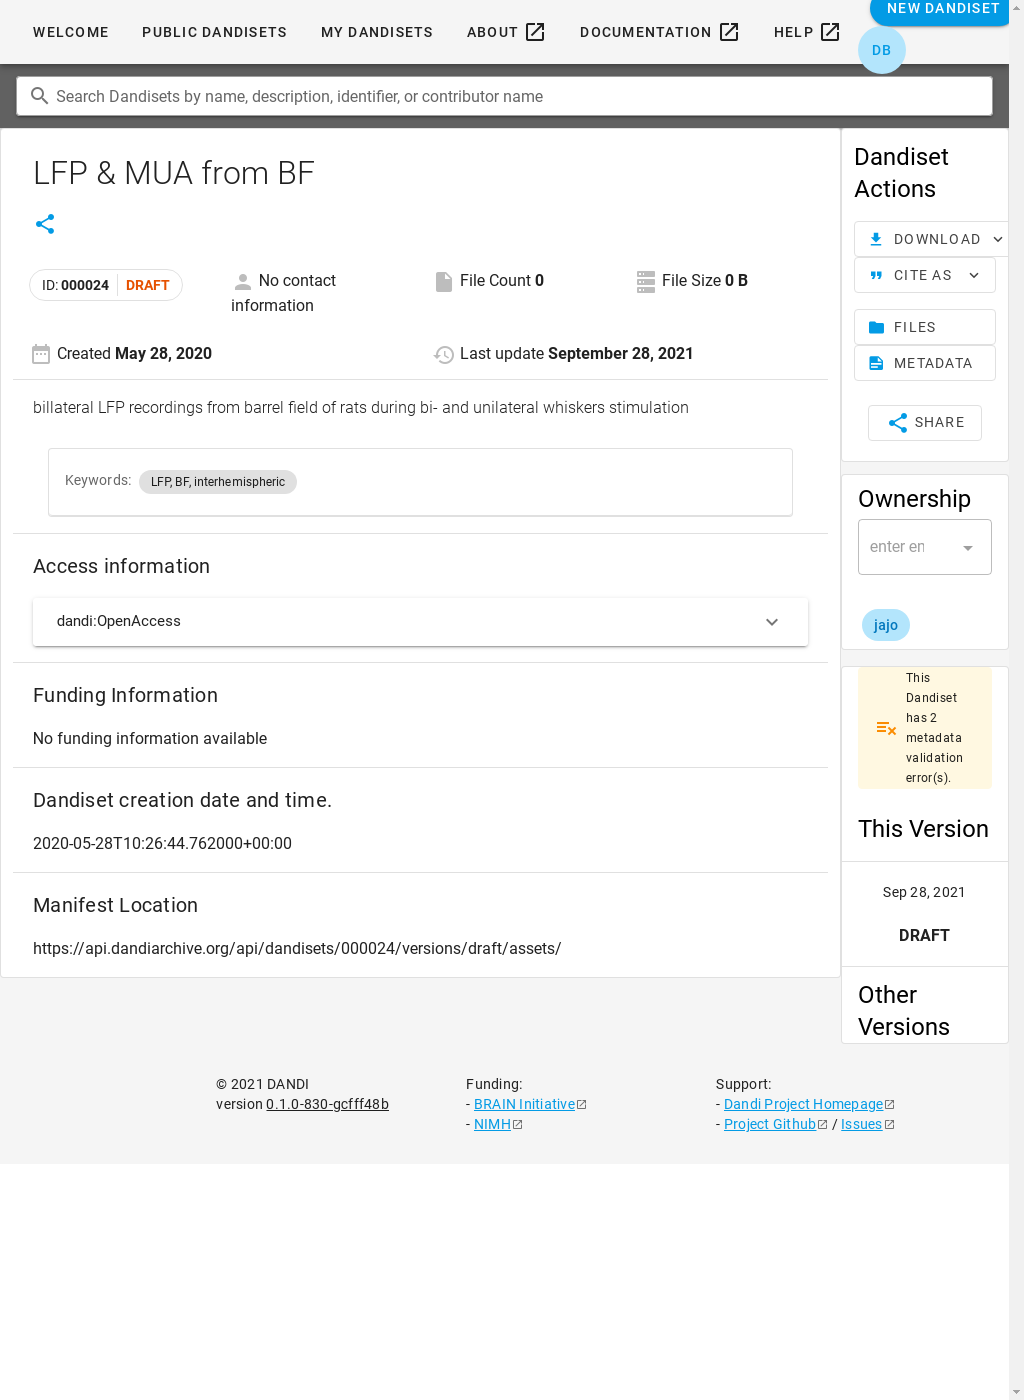 WELCOME PUBLIC DANDISETS MY DANDISETS ABOUT DOCUMENTATION HELP NEW DANDISET
DB
Search Dandisets by name, description, identifier, or contributor name
LFP & MUA from BF
ID: 000024 DRAFT
No contact information
File Count 0
File Size 0 B
Created May 28, 2020
Last update September 28, 2021
billateral LFP recordings from barrel field of rats during bi- and unilateral whiskers stimulation
Keywords: LFP, BF, interhemispheric
Access information
dandi:OpenAccess
Funding Information
No funding information available
Dandiset creation date and time.
2020-05-28T10:26:44.762000+00:00
Manifest Location
https://api.dandiarchive.org/api/dandisets/000024/versions/draft/assets/
Dandiset
Actions
DOWNLOAD
CITE AS
FILES
METADATA
SHARE
Ownership
enter en
jajo
This
Dandiset
has 2
metadata
validation
error(s).
This Version
Sep 28, 2021
DRAFT
Other
Versions
© 2021 DANDI
version 0.1.0-830-gcfff48b
Funding:
- BRAIN Initiative
- NIMH
Support:
- Dandi Project Homepage
- Project Github / Issues